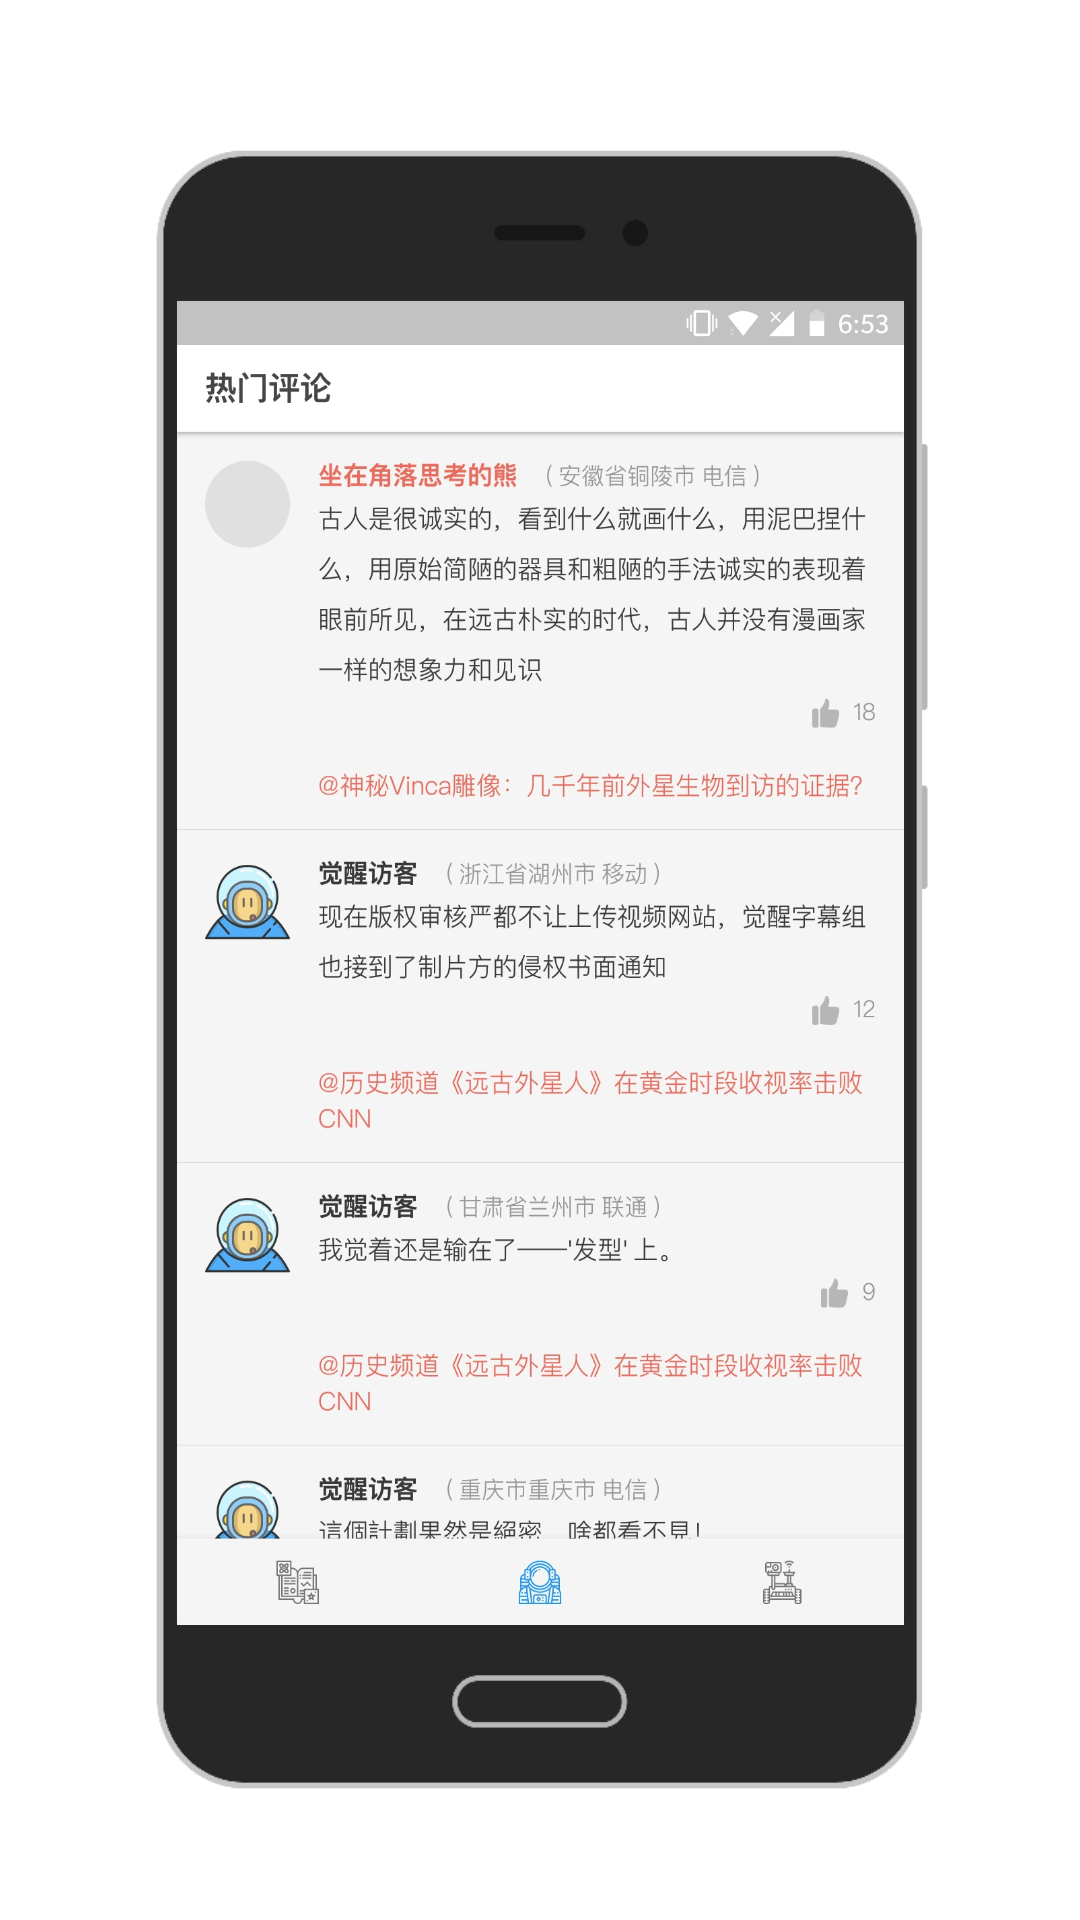 6:53
热门评论
坐在角落思考的熊 （安徽省铜陵市 电信）
古人是很诚实的，看到什么就画什么，用泥巴捏什
么，用原始简陋的器具和粗陋的手法诚实的表现着
眼前所见，在远古朴实的时代，古人并没有漫画家
一样的想象力和见识
18
@神秘Vinca雕像：几千年前外星生物到访的证据?
觉醒访客 （浙江省湖州市 移动）
现在版权审核严都不让上传视频网站，觉醒字幕组
也接到了制片方的侵权书面通知
12
@历史频道《远古外星人》在黄金时段收视率击败
CNN
觉醒访客 （甘肃省兰州市 联通）
我觉着还是输在了——'发型' 上。
9
@历史频道《远古外星人》在黄金时段收视率击败
CNN
觉醒访客 （重庆市重庆市 电信）
這個計劃果然是絕密，啥都看不見!